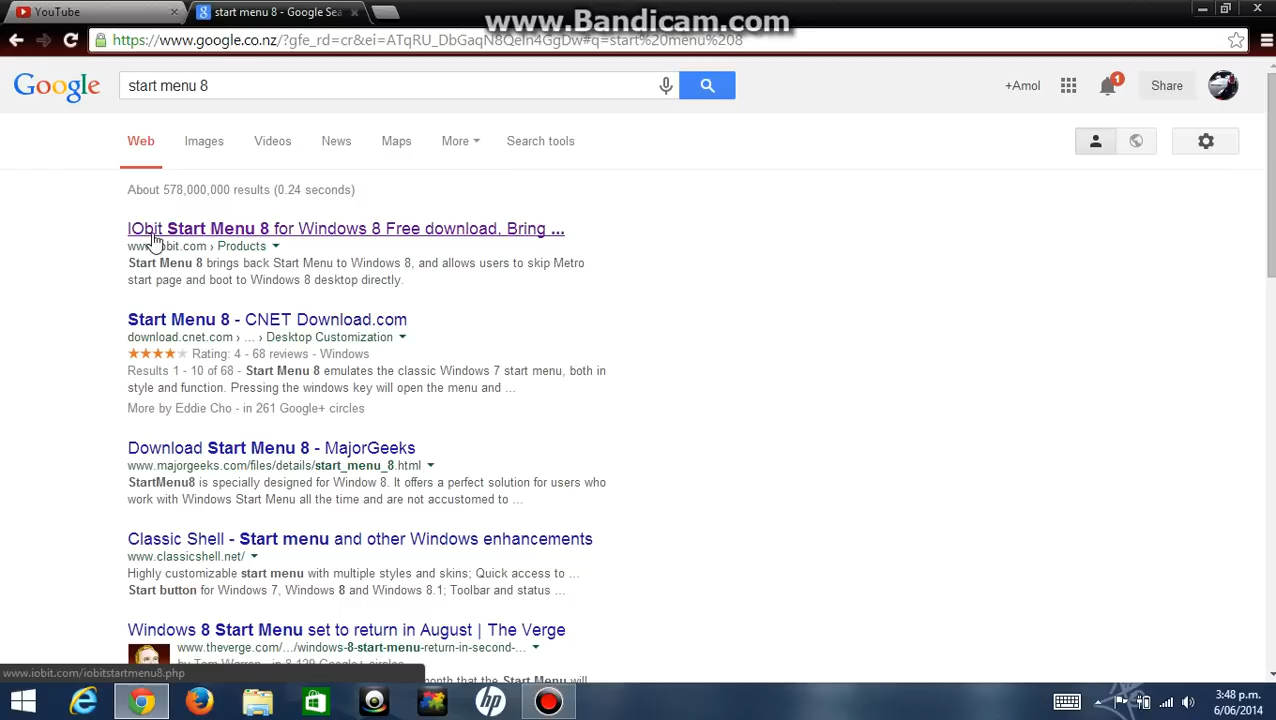 YouTube
start menu 8 - Google Sea
www.Bandicam.com
https://www.google.co.nz/?gfe_rd=cr&ei=ATqRU_DbGaqN8QeIn4GgDw#q=start%20menu%208
Google
start menu 8
+Amol
1
Share
Web
Images
Videos
News
Maps
More
Search tools
About 578,000,000 results (0.24 seconds)
IObit Start Menu 8 for Windows 8 Free download, Bring ...
www.iobit.com › Products
Start Menu 8 brings back Start Menu to Windows 8, and allows users to skip Metro
start page and boot to Windows 8 desktop directly.
Start Menu 8 - CNET Download.com
download.cnet.com › ... › Desktop Customization
Rating: 4 - 68 reviews - Windows
Results 1 - 10 of 68 - Start Menu 8 emulates the classic Windows 7 start menu, both in
style and function. Pressing the windows key will open the menu and ...
More by Eddie Cho - in 261 Google+ circles
Download Start Menu 8 - MajorGeeks
www.majorgeeks.com/files/details/start_menu_8.html
StartMenu8 is specially designed for Window 8. It offers a perfect solution for users who
work with Windows Start Menu all the time and are not accustomed to ...
Classic Shell - Start menu and other Windows enhancements
www.classicshell.net/
Highly customizable start menu with multiple styles and skins; Quick access to ...
Start button for Windows 7, Windows 8 and Windows 8.1; Toolbar and status ...
Windows 8 Start Menu set to return in August | The Verge
www.theverge.com/.../windows-8-start-menu-return-in-second-...
by Tom Warren - in 8,129 Google+ circles
month that the Start Menu will
www.iobit.com/iobitstartmenu8.php
hp
3:48 p.m.
6/06/2014